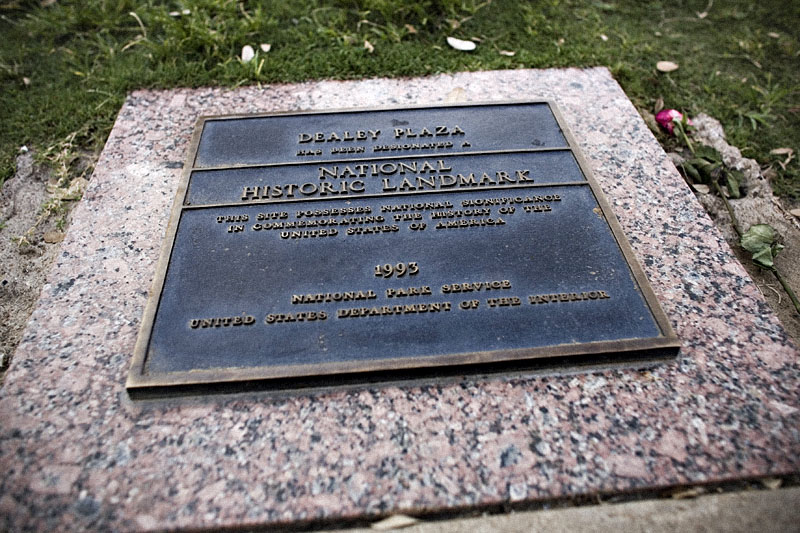 DEALEY PLAZA
HAS BEEN DESIGNATED A
NATIONAL
HISTORIC LANDMARK
THIS SITE POSSESSES NATIONAL SIGNIFICANCE
IN COMMEMORATING THE HISTORY OF THE
UNITED STATES OF AMERICA
1993
NATIONAL PARK SERVICE
UNITED STATES DEPARTMENT OF THE INTERIOR